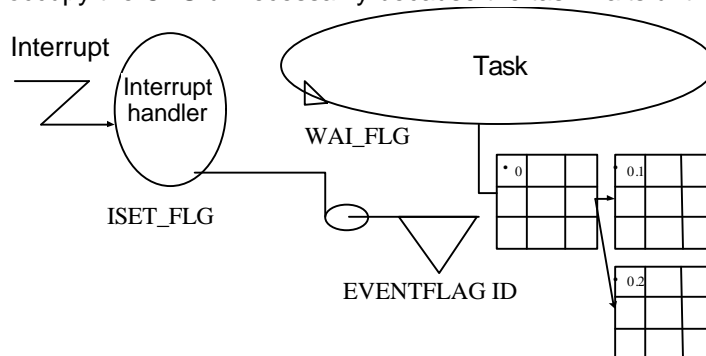 Interrupt
Interrupt
handler
Task
WAI_FLG
ISET_FLG
EVENTFLAG ID
• 0
• 0.1
• 0.2